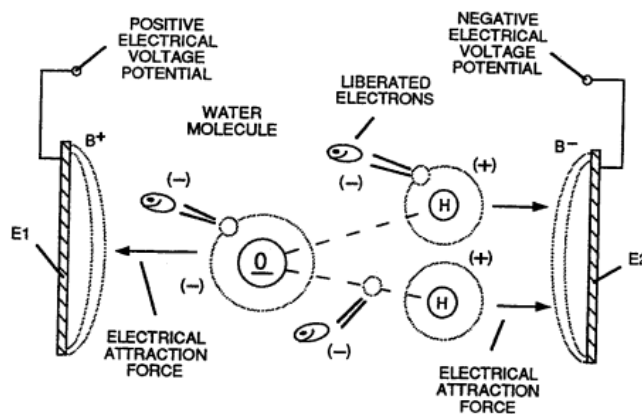 POSITIVE
ELECTRICAL
VOLTAGE
POTENTIAL
NEGATIVE
ELECTRICAL
VOLTAGE
POTENTIAL
LIBERATED
ELECTRONS
WATER
MOLECULE
B+
B−
(−)
(−)
(+)
H
E1
(−)
O
(+)
H
E2
(−)
ELECTRICAL
ATTRACTION
FORCE
ELECTRICAL
ATTRACTION
FORCE